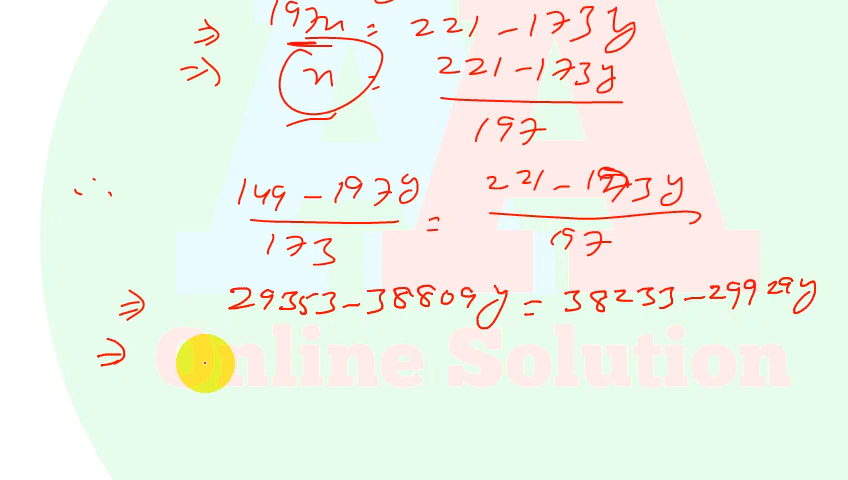 ⇒ 197x = 221 - 173y
⇒ x = 221 - 173y / 197
∴ 149 - 197y / 173 = 221 - 173y / 197
⇒ 29353 - 38809y = 38233 - 29929y
⇒
Online Solution